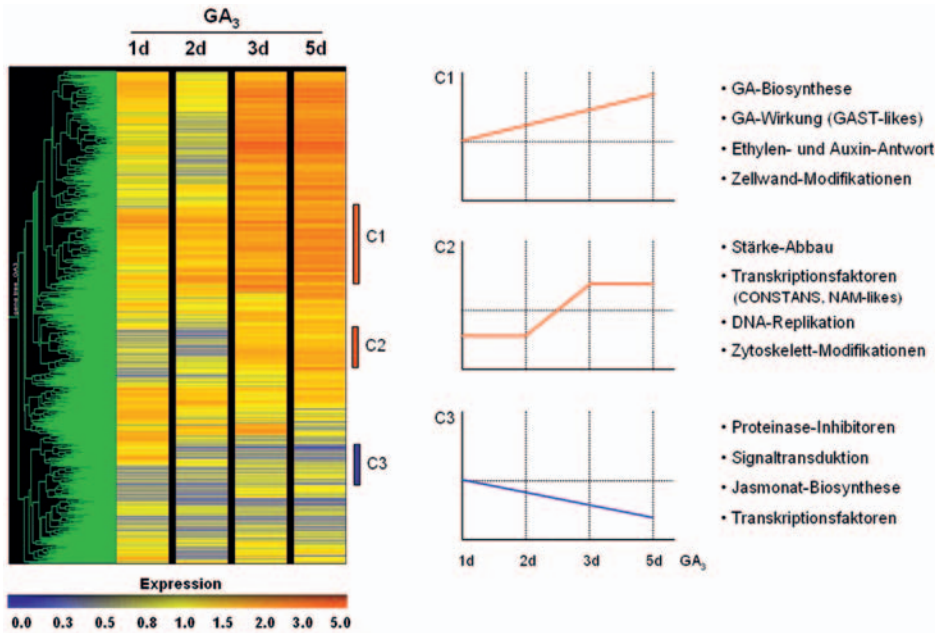 GA3
1d 2d 3d 5d
C1
C2
C3
Expression
0.0 0.3 0.5 0.8 1.0 1.5 2.0 3.0 5.0
C1
• GA-Biosynthese
• GA-Wirkung (GAST-likes)
• Ethylen- und Auxin-Antwort
• Zellwand-Modifikationen
C2
• Stärke-Abbau
• Transkriptionsfaktoren
(CONSTANS, NAM-likes)
• DNA-Replikation
• Zytoskelett-Modifikationen
C3
• Proteinase-Inhibitoren
• Signaltransduktion
• Jasmonat-Biosynthese
• Transkriptionsfaktoren
1d 2d 3d 5d GA3